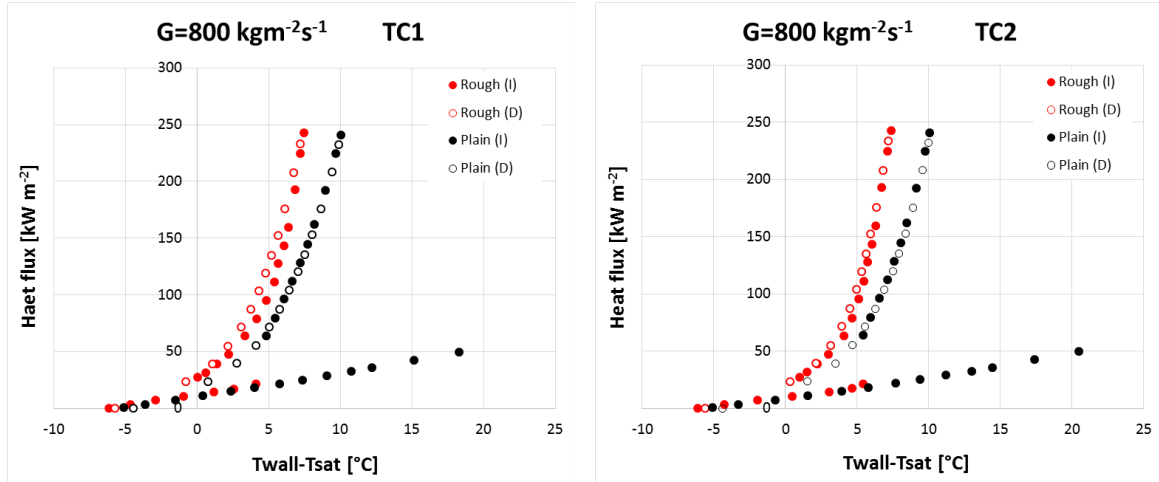 G=800 kgm⁻²s⁻¹ TC1
300
250
200
150
100
50
0
-10 -5 0 5 10 15 20 25
Haet flux [kW m⁻²]
Twall-Tsat [°C]
Rough (I)
Rough (D)
Plain (I)
Plain (D)
G=800 kgm⁻²s⁻¹ TC2
300
250
200
150
100
50
0
-10 -5 0 5 10 15 20 25
Heat flux [kW m⁻²]
Twall-Tsat [°C]
Rough (I)
Rough (D)
Plain (I)
Plain (D)